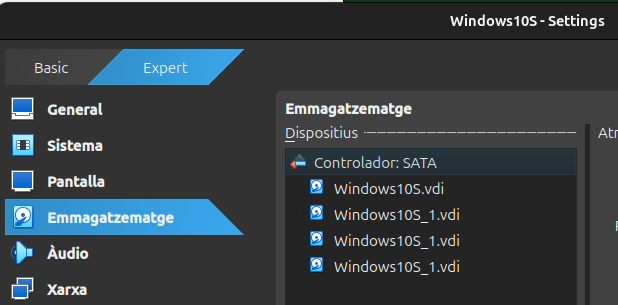 Windows10S - Settings
Basic
Expert
General
Sistema
Pantalla
Emmagatzematge
Àudio
Xarxa
Emmagatzematge
Dispositius
Controlador: SATA
Windows10S.vdi
Windows10S_1.vdi
Windows10S_1.vdi
Windows10S_1.vdi